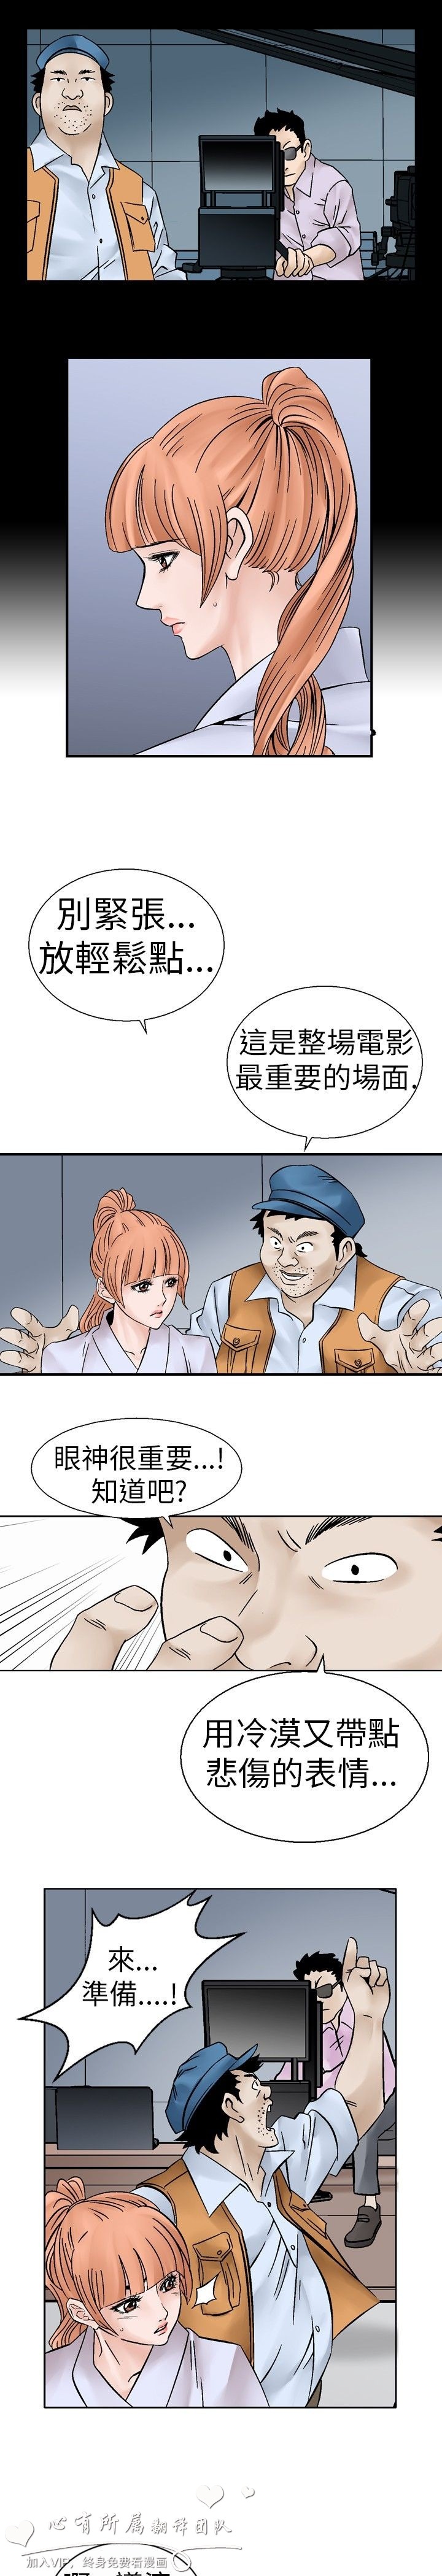 別緊張...
放輕鬆點...
這是整場電影
最重要的場面.
眼神很重要...!
知道吧?
用冷漠又帶點
悲傷的表情...
來...
準備....!
心有所属翻译团队
加入VIP，终身免费看漫画